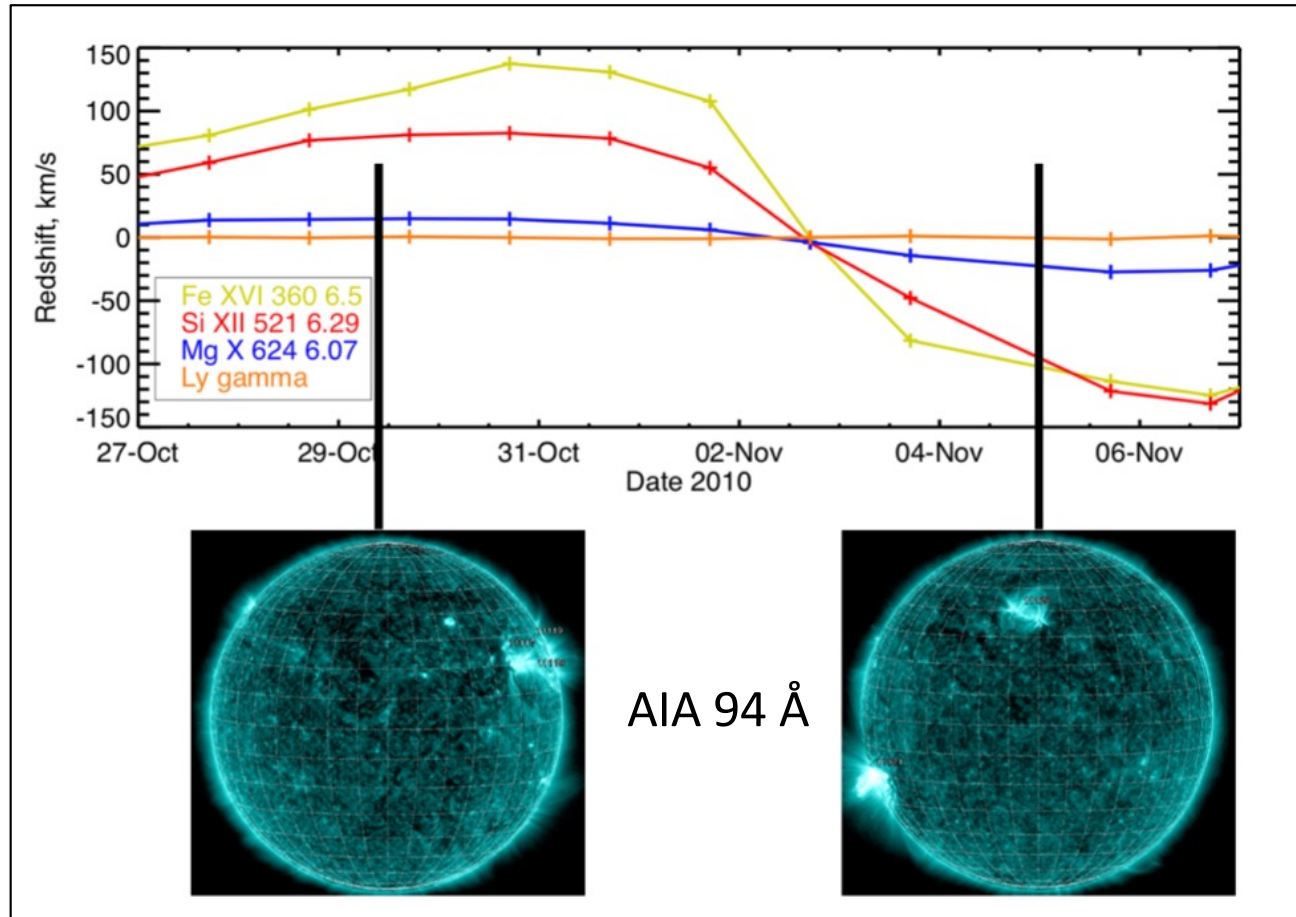 150
100
50
0
-50
-100
-150
Redshift, km/s
Fe XVI 360 6.5
Si XII 521 6.29
Mg X 624 6.07
Ly gamma
27-Oct 29-Oct 31-Oct 02-Nov 04-Nov 06-Nov
Date 2010
AIA 94 Å